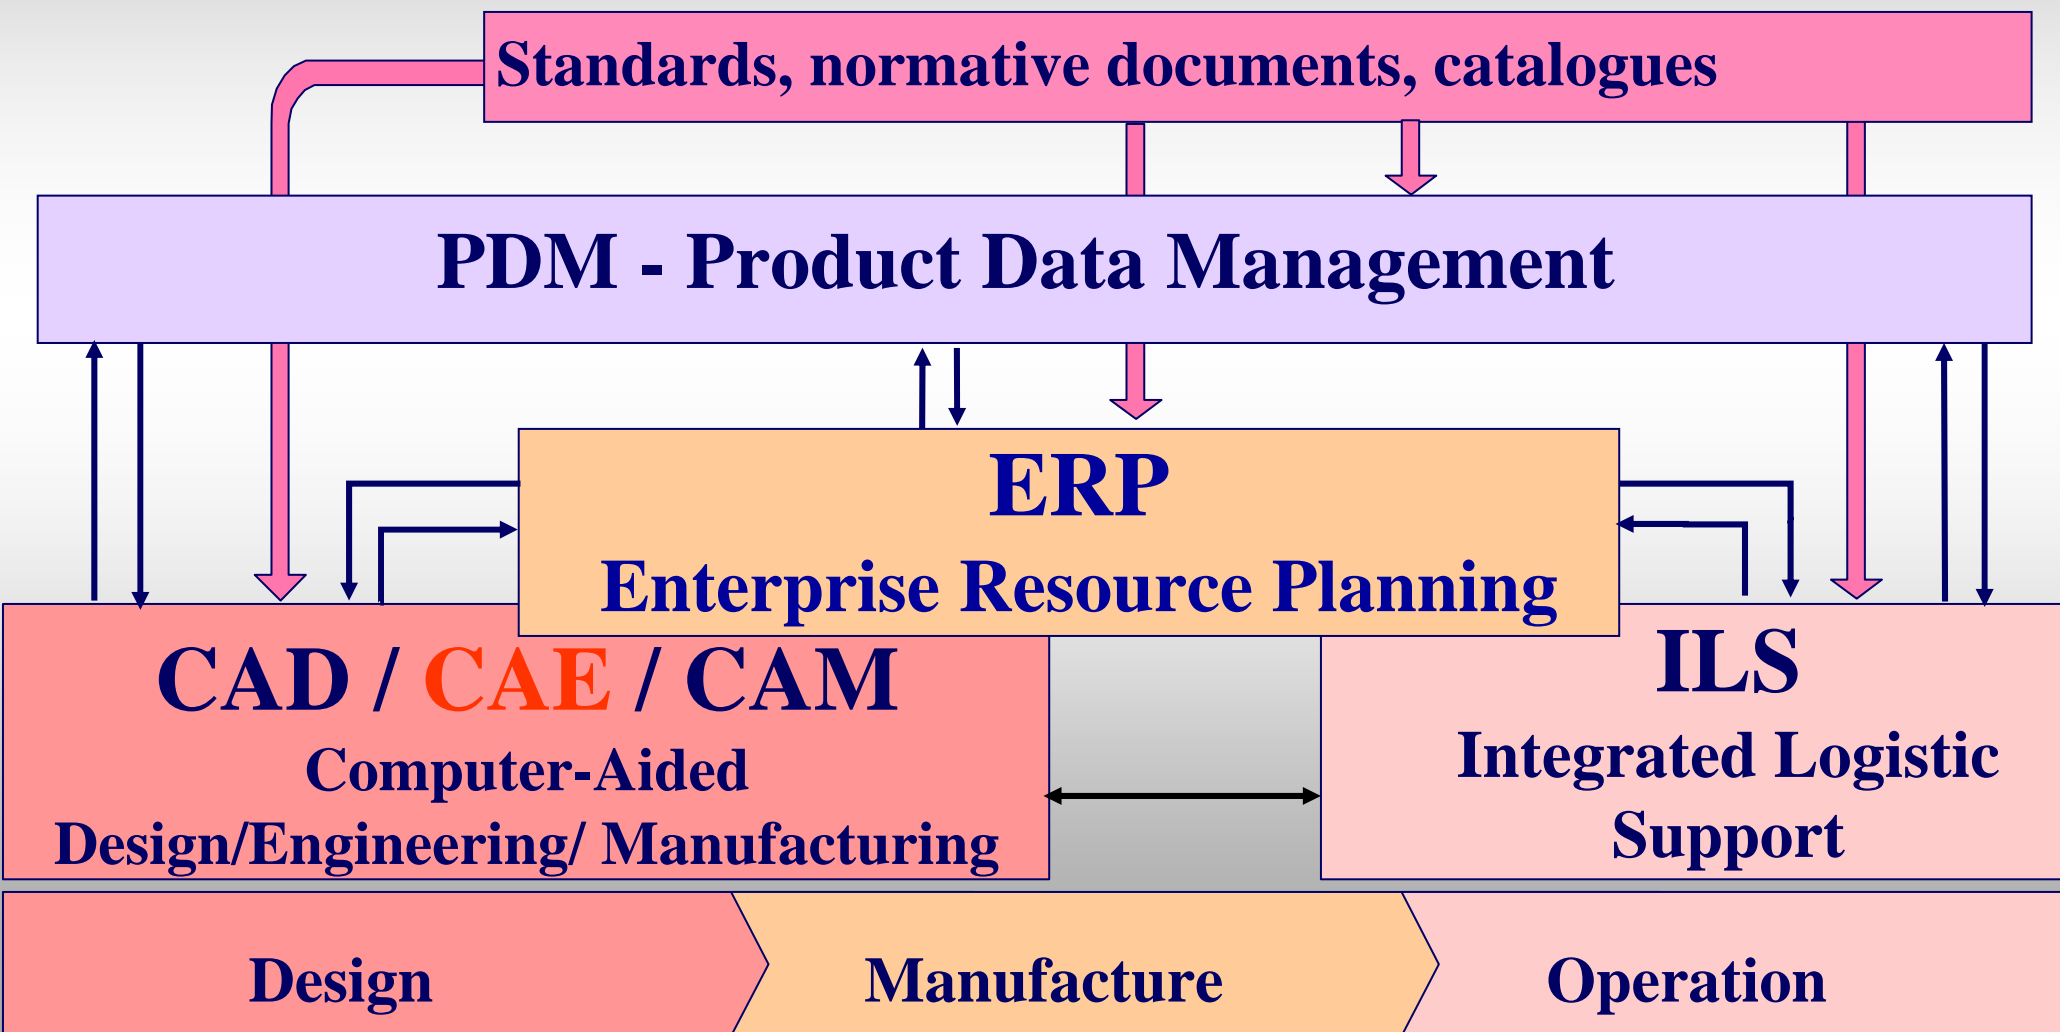 Standards, normative documents, catalogues
PDM - Product Data Management
ERP
Enterprise Resource Planning
CAD / CAE / CAM
Computer-Aided
Design/Engineering/ Manufacturing
ILS
Integrated Logistic
Support
Design
Manufacture
Operation